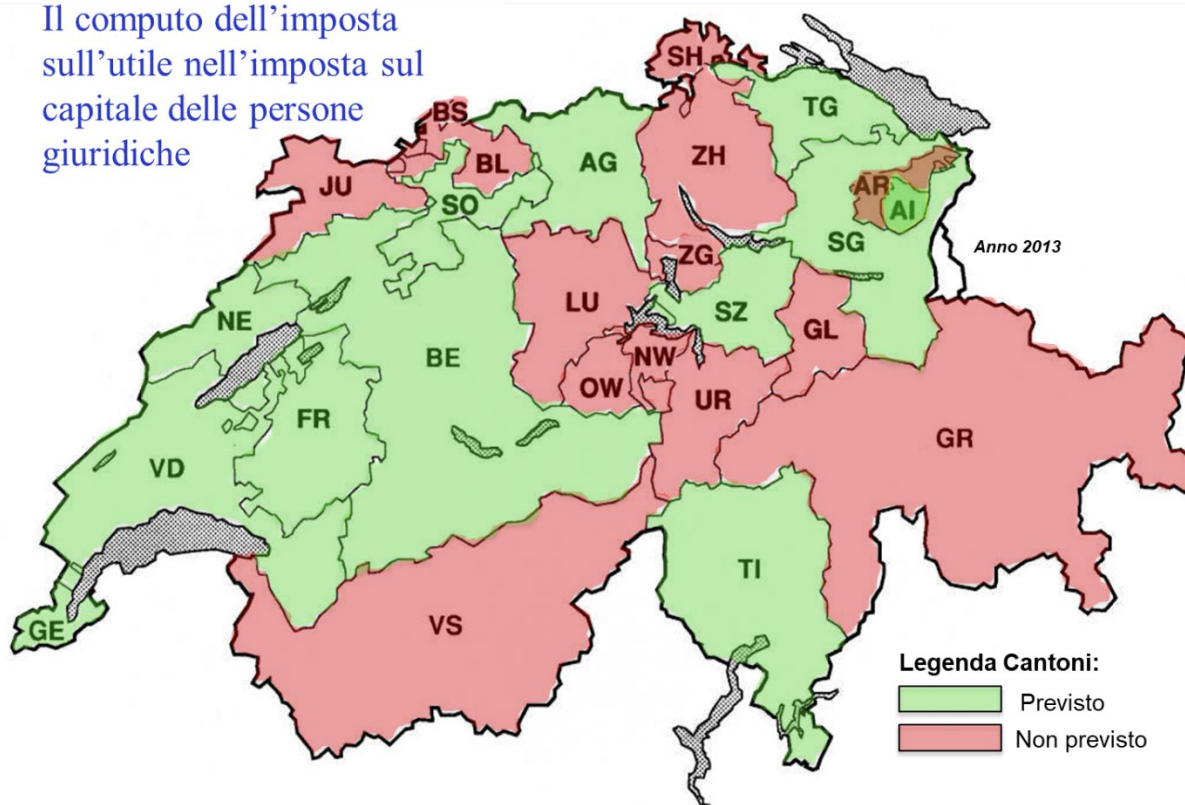 Il computo dell'imposta
sull'utile nell'imposta sul
capitale delle persone
giuridiche
SH
TG
BS
BL
AG
ZH
JU
SO
AR
AI
SG
ZG
Anno 2013
NE
LU
SZ
GL
BE
NW
OW
UR
FR
GR
VD
TI
GE
VS
Legenda Cantoni:
Previsto
Non previsto